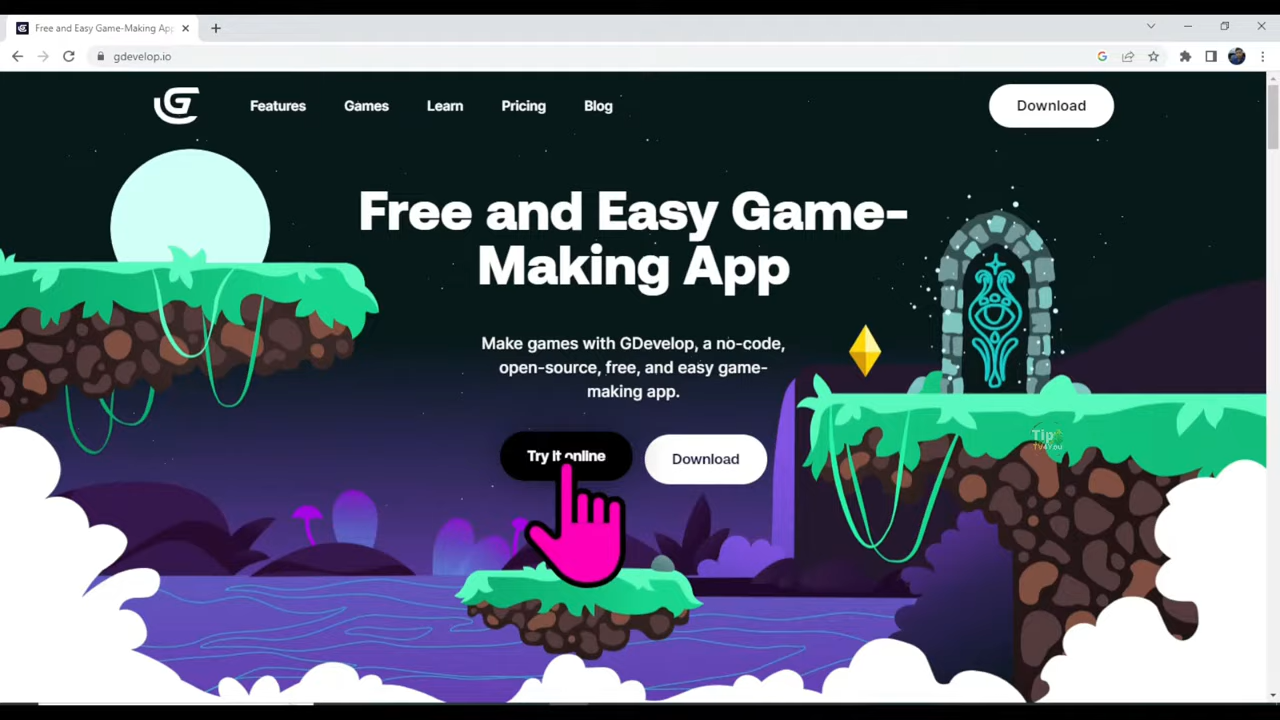 Free and Easy Game-Making App
gdevelop.io
Features Games Learn Pricing Blog
Download
Free and Easy Game-
Making App
Make games with GDevelop, a no-code,
open-source, free, and easy game-
making app.
Try it online
Download
Tip
TV4You